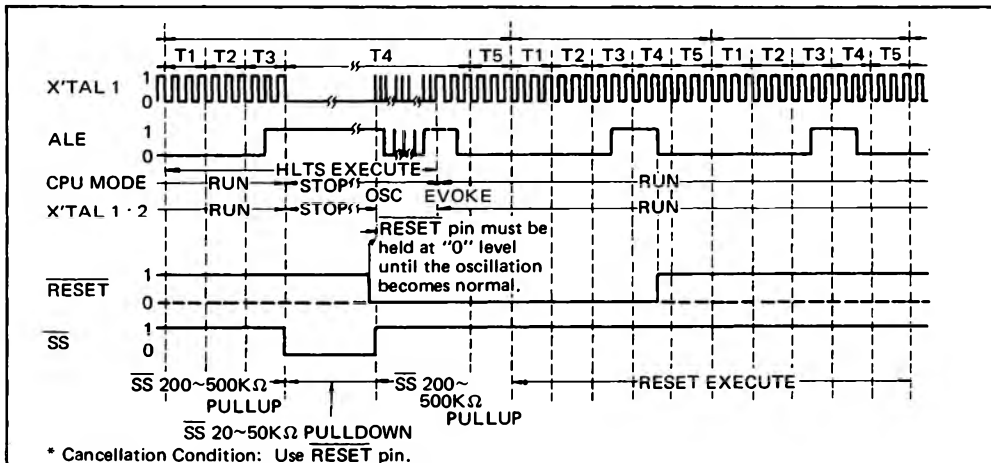 T1 T2 T3 T4 T5 T1 T2 T3 T4 T5 T1 T2 T3 T4 T5
X'TAL 1 1
0
ALE 1
0
HLTS EXECUTE
CPU MODE RUN STOP RUN
OSC EVOKE
X'TAL 1·2 RUN STOP OSC RUN
RESET pin must be
held at "0" level
until the oscillation
becomes normal.
RESET 1
0
SS 1
0
SS 200~500KΩ
PULLUP
SS 200~
500KΩ
PULLUP
RESET EXECUTE
SS 20~50KΩ PULLDOWN
* Cancellation Condition: Use RESET pin.